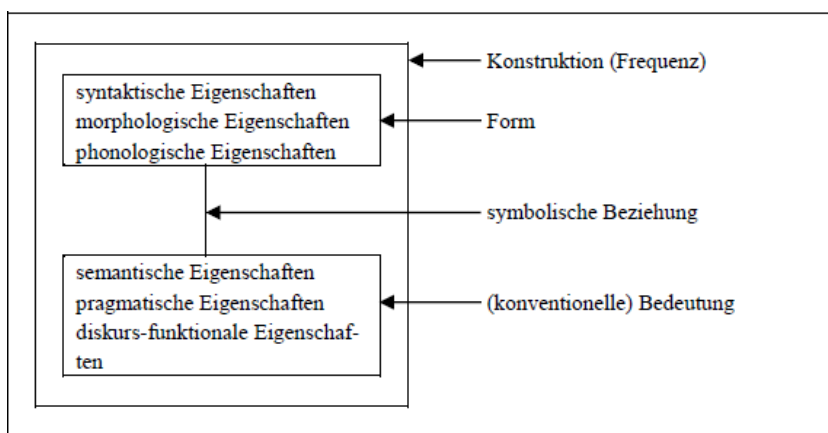 Konstruktion (Frequenz)
syntaktische Eigenschaften
morphologische Eigenschaften
phonologische Eigenschaften
Form
symbolische Beziehung
semantische Eigenschaften
pragmatische Eigenschaften
diskurs-funktionale Eigenschaf-
ten
(konventionelle) Bedeutung